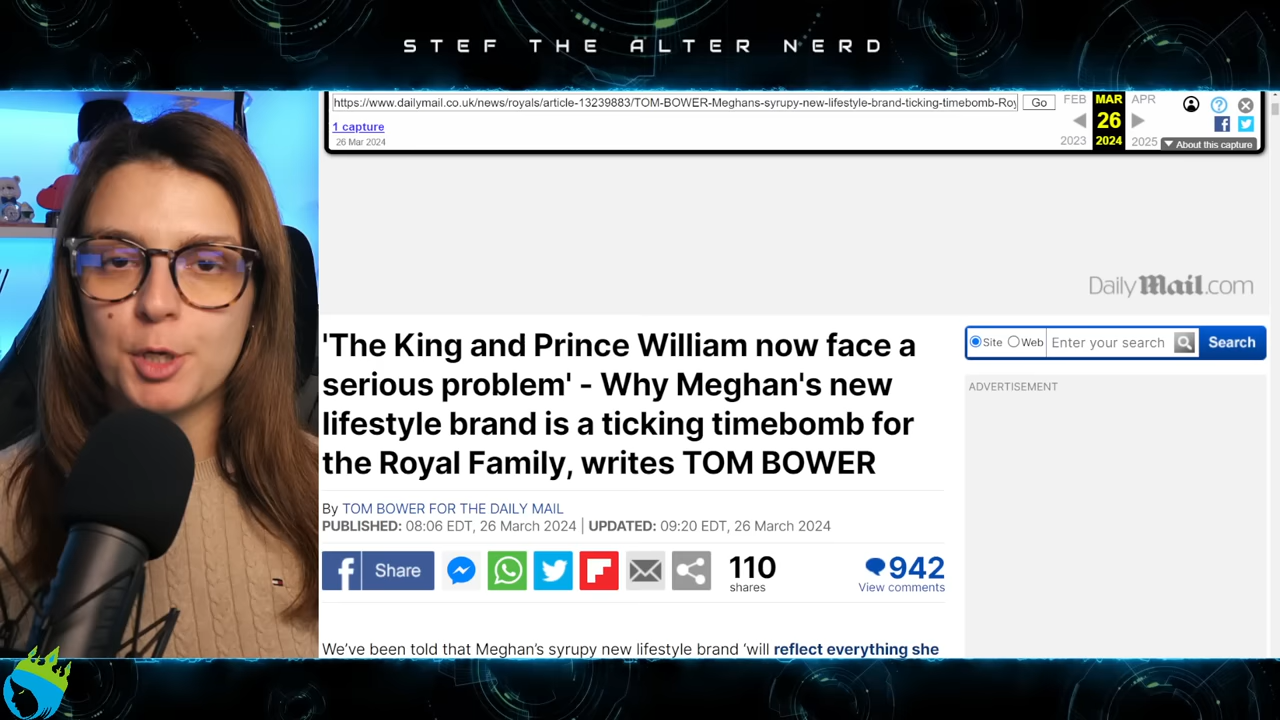 STEF THE ALTER NERD
https://www.dailymail.co.uk/news/royals/article-13239883/TOM-BOWER-Meghans-syrupy-new-lifestyle-brand-ticking-timebomb-Roy
Go
FEB MAR APR
1 capture
26
26 Mar 2024
2023 2024 2025
About this capture
DailyMail.com
'The King and Prince William now face a
serious problem' - Why Meghan's new
lifestyle brand is a ticking timebomb for
the Royal Family, writes TOM BOWER
Site Web Enter your search Search
ADVERTISEMENT
By TOM BOWER FOR THE DAILY MAIL
PUBLISHED: 08:06 EDT, 26 March 2024 | UPDATED: 09:20 EDT, 26 March 2024
Share
110
shares
942
View comments
We've been told that Meghan's syrupy new lifestyle brand 'will reflect everything she